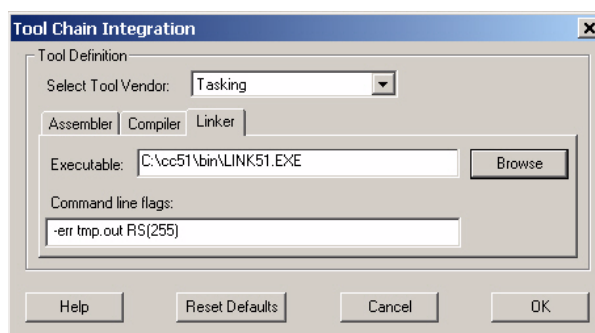 Tool Chain Integration
Tool Definition
Select Tool Vendor: Tasking
Assembler Compiler Linker
Executable: C:\cc51\bin\LINK51.EXE Browse
Command line flags:
-err tmp.out RS(255)
Help Reset Defaults Cancel OK